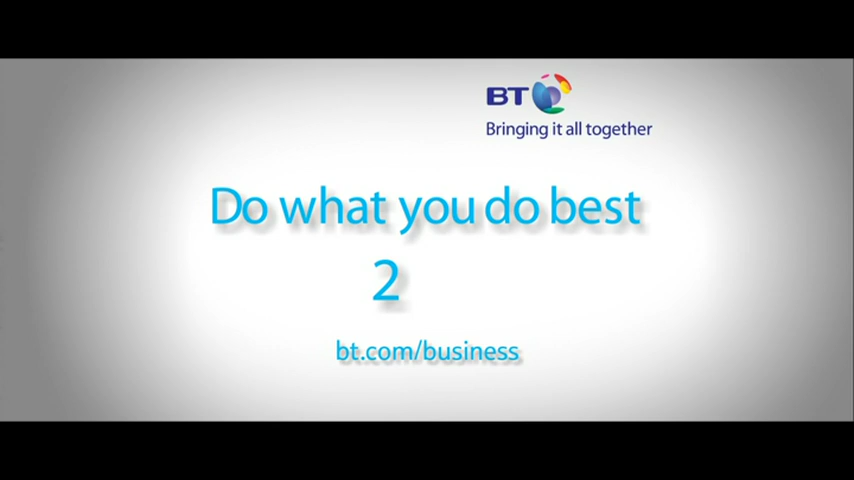 BT
Bringing it all together
Do what you do best
2
bt.com/business